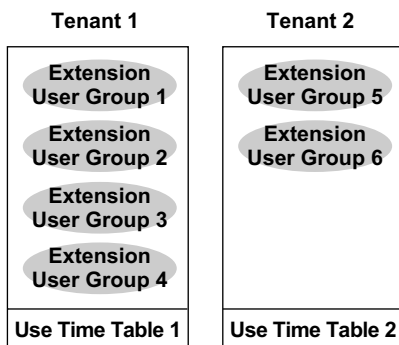 Tenant 1
Extension
User Group 1
Extension
User Group 2
Extension
User Group 3
Extension
User Group 4
Use Time Table 1
Tenant 2
Extension
User Group 5
Extension
User Group 6
Use Time Table 2